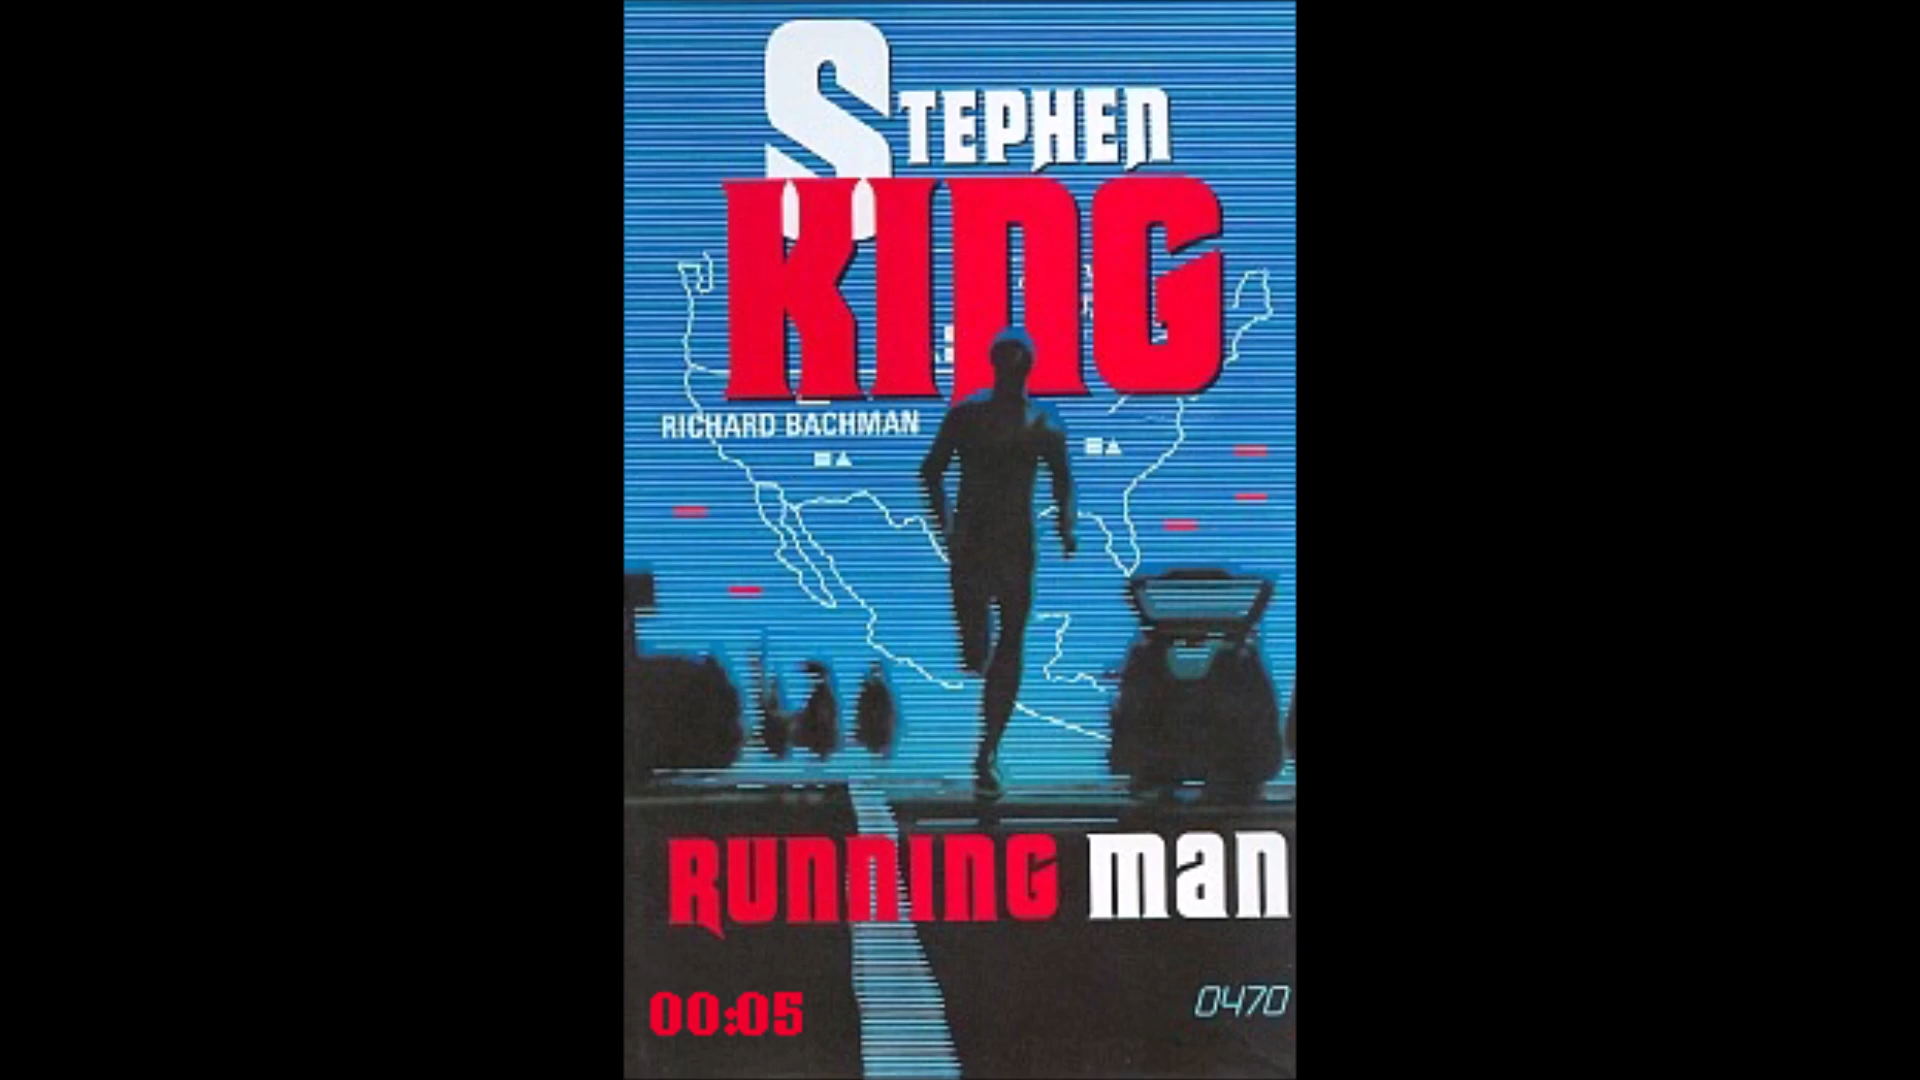 STEPHEN
KING
RICHARD BACHMAN
RUNNING MAN
00:05
0470